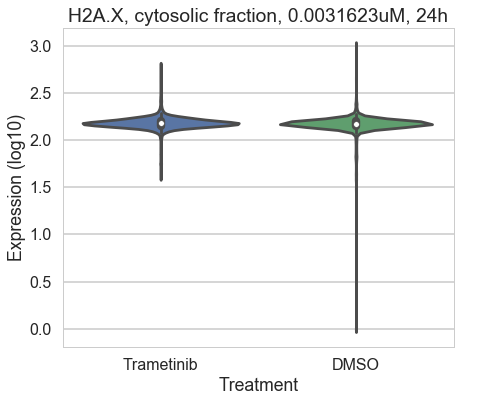 H2A.X, cytosolic fraction, 0.0031623uM, 24h
Expression (log10)
3.0
2.5
2.0
1.5
1.0
0.5
0.0
Trametinib
DMSO
Treatment